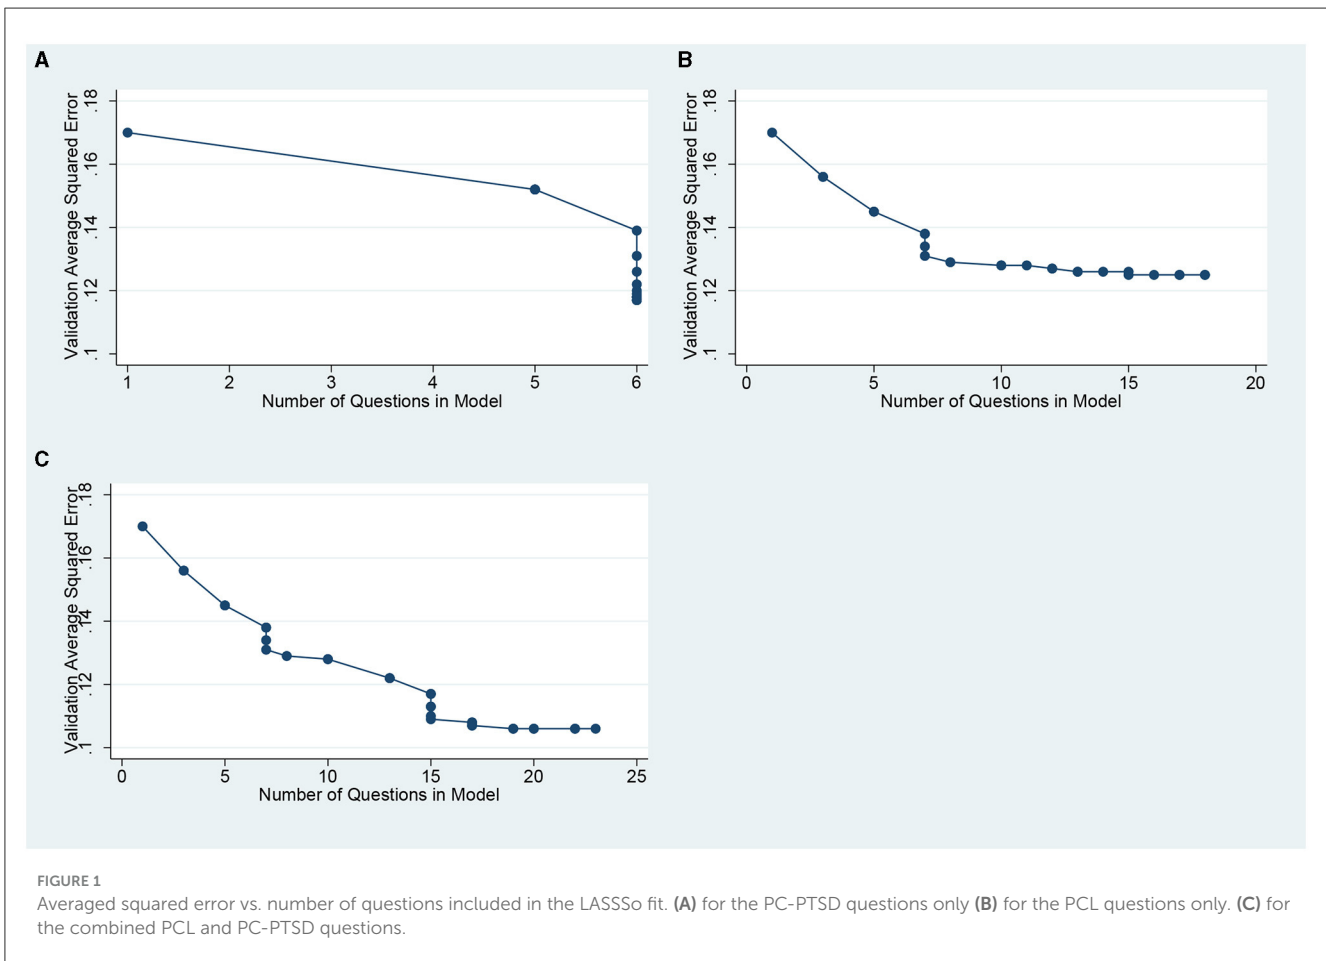 A
Validation Average Squared Error
.18
.16
.14
.12
.1
1 2 3 4 5 6
Number of Questions in Model
B
Validation Average Squared Error
.18
.16
.14
.12
.1
0 5 10 15 20
Number of Questions in Model
C
Validation Average Squared Error
.18
.16
.14
.12
.1
0 5 10 15 20 25
Number of Questions in Model
FIGURE 1
Averaged squared error vs. number of questions included in the LASSSo fit. (A) for the PC-PTSD questions only (B) for the PCL questions only. (C) for
the combined PCL and PC-PTSD questions.